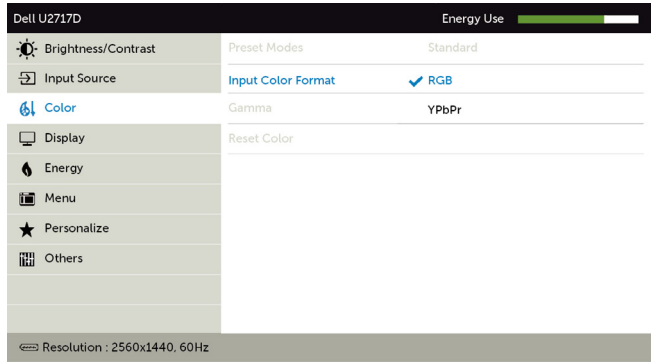 Dell U2717D Energy Use
Brightness/Contrast Preset Modes Standard
Input Source Input Color Format RGB
Color Gamma YPbPr
Display Reset Color
Energy
Menu
Personalize
Others
Resolution : 2560x1440, 60Hz